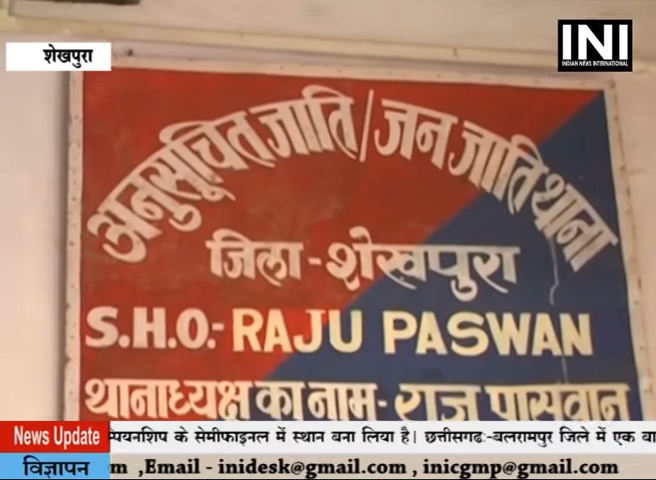 शेखपुरा
INI
INDIAN NEWS INTERNATIONAL
अनुसूचित जाति/जन जाति थाना
जिला - शेखपुरा
S.H.O:- RAJU PASWAN
थानाध्यक्ष का नाम - राजू पासवान
News Update
पियनशिप के सेमीफाइनल में स्थान बना लिया है। छत्तीसगढः-बलरामपुर जिले में एक बा
विज्ञापन
m ,Email - inidesk@gmail.com , inicgmp@gmail.com